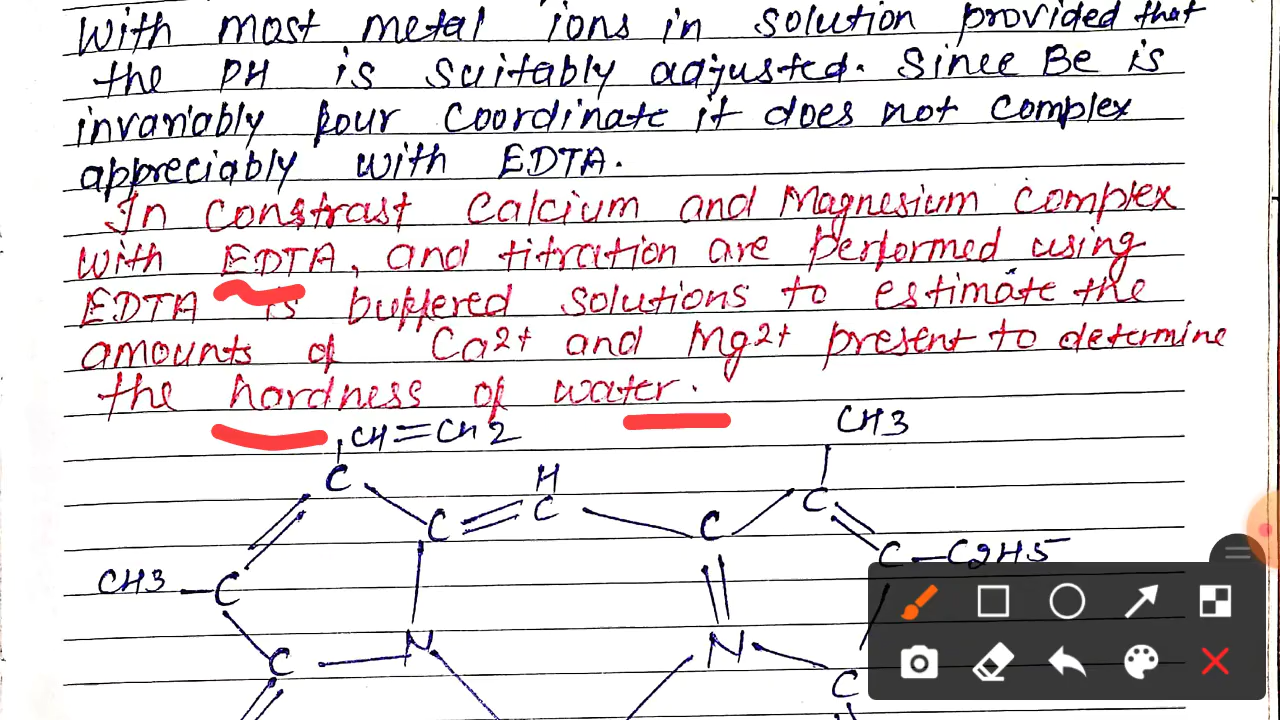 with most metal ions in solution provided that
the PH is suitably adjusted. Since Be is
invariably four coordinate it does not complex
appreciably with EDTA.
In constrast calcium and Magnesium complex
with EDTA, and titration are performed using
EDTA is buffered solutions to estimate the
amounts of Ca2+ and Mg2+ present to determine
the hardness of water.
CH=CH2
CH3
C
H
C
C
C
C
C-C2H5
CH3-C
N
N
C
C